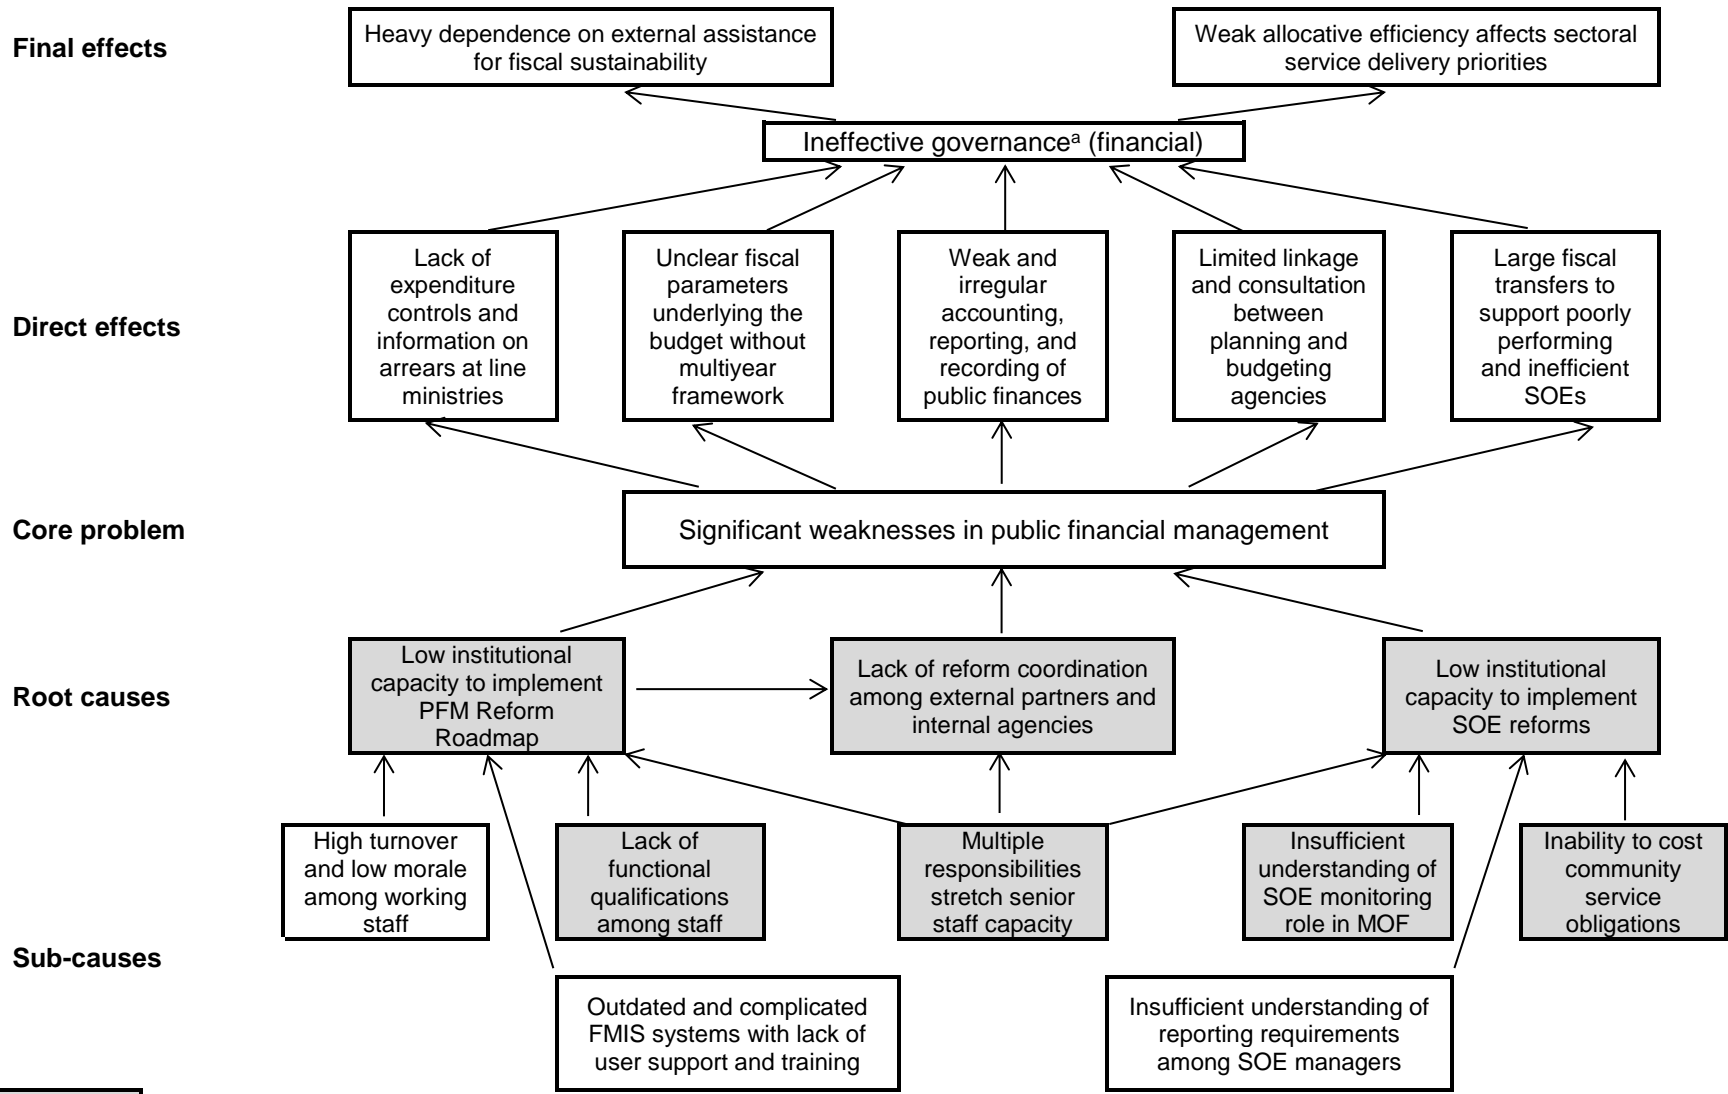 Final effects
Heavy dependence on external assistance
for fiscal sustainability
Weak allocative efficiency affects sectoral
service delivery priorities
Ineffective governanceᵃ (financial)
Direct effects
Lack of
expenditure
controls and
information on
arrears at line
ministries
Unclear fiscal
parameters
underlying the
budget without
multiyear
framework
Weak and
irregular
accounting,
reporting, and
recording of
public finances
Limited linkage
and consultation
between
planning and
budgeting
agencies
Large fiscal
transfers to
support poorly
performing
and inefficient
SOEs
Core problem
Significant weaknesses in public financial management
Root causes
Low institutional
capacity to implement
PFM Reform
Roadmap
Lack of reform coordination
among external partners and
internal agencies
Low institutional
capacity to implement
SOE reforms
Sub-causes
High turnover
and low morale
among working
staff
Lack of
functional
qualifications
among staff
Multiple
responsibilities
stretch senior
staff capacity
Insufficient
understanding of
SOE monitoring
role in MOF
Inability to cost
community
service
obligations
Outdated and complicated
FMIS systems with lack of
user support and training
Insufficient understanding of
reporting requirements
among SOE managers